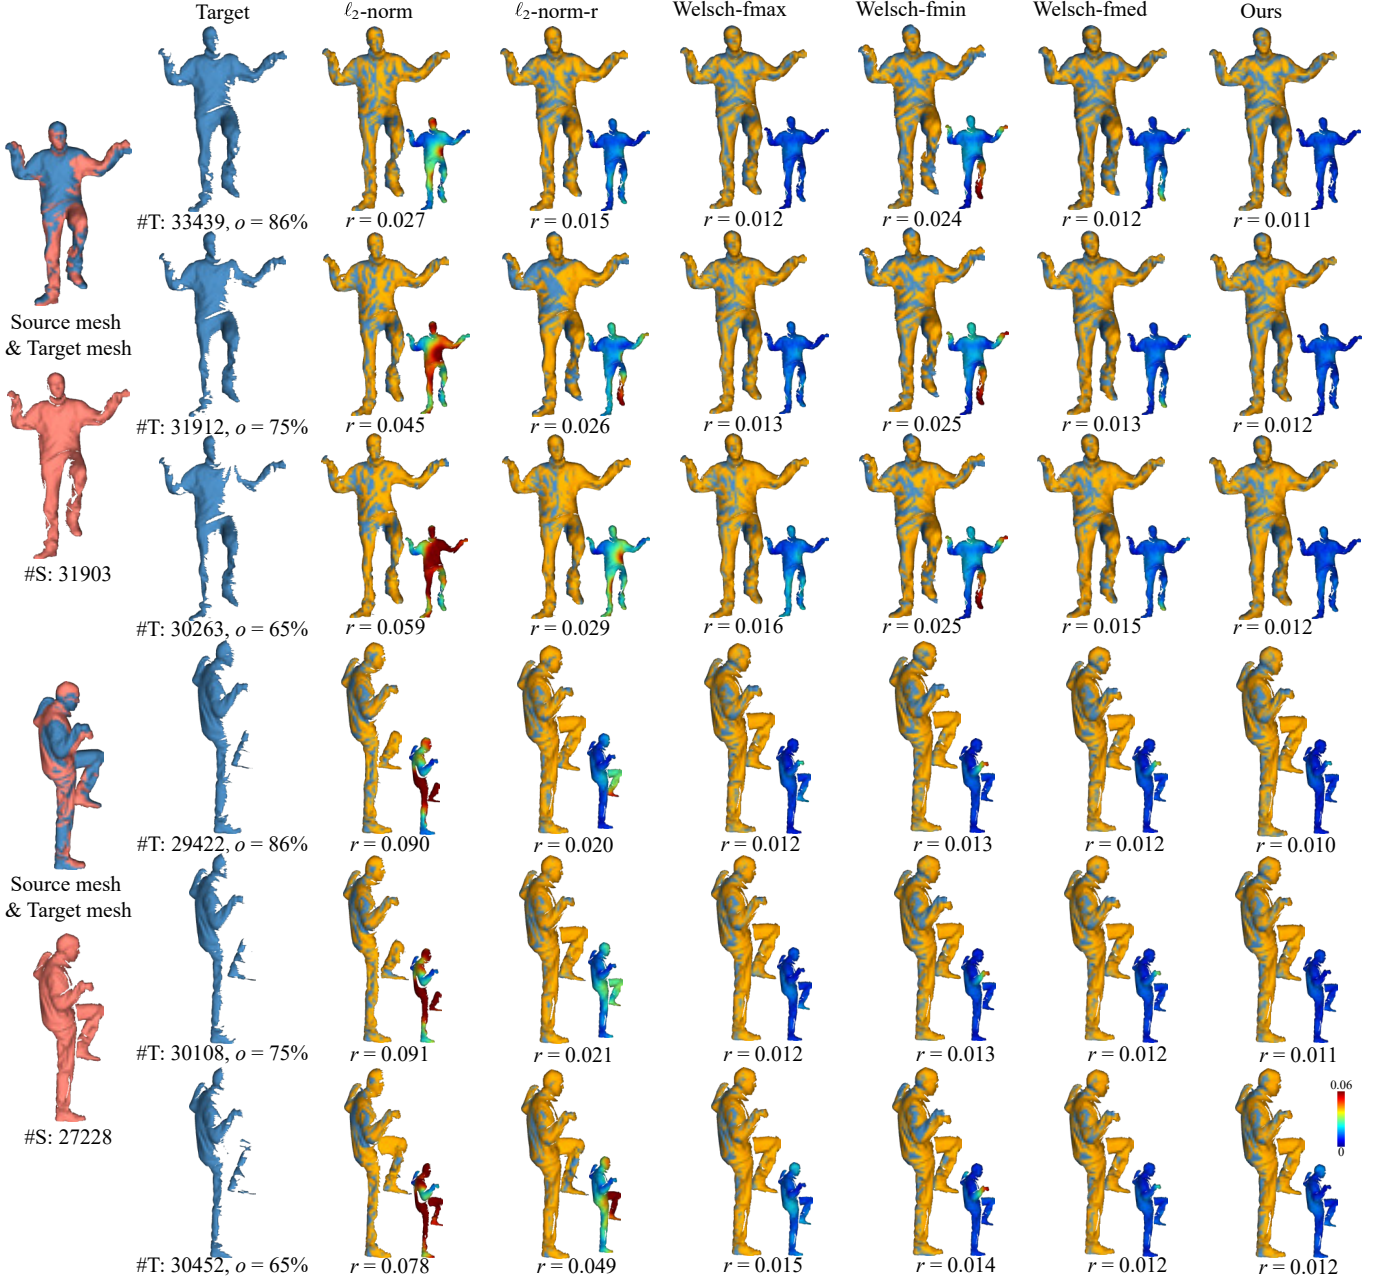 Target ℓ₂-norm ℓ₂-norm-r Welsch-fmax Welsch-fmin Welsch-fmed Ours
#T: 33439, o = 86% r = 0.027 r = 0.015 r = 0.012 r = 0.024 r = 0.012 r = 0.011
Source mesh
& Target mesh
#T: 31912, o = 75% r = 0.045 r = 0.026 r = 0.013 r = 0.025 r = 0.013 r = 0.012
#S: 31903
#T: 30263, o = 65% r = 0.059 r = 0.029 r = 0.016 r = 0.025 r = 0.015 r = 0.012
#T: 29422, o = 86% r = 0.090 r = 0.020 r = 0.012 r = 0.013 r = 0.012 r = 0.010
Source mesh
& Target mesh
#T: 30108, o = 75% r = 0.091 r = 0.021 r = 0.012 r = 0.013 r = 0.012 r = 0.011
0.06
#S: 27228
0
#T: 30452, o = 65% r = 0.078 r = 0.049 r = 0.015 r = 0.014 r = 0.012 r = 0.012